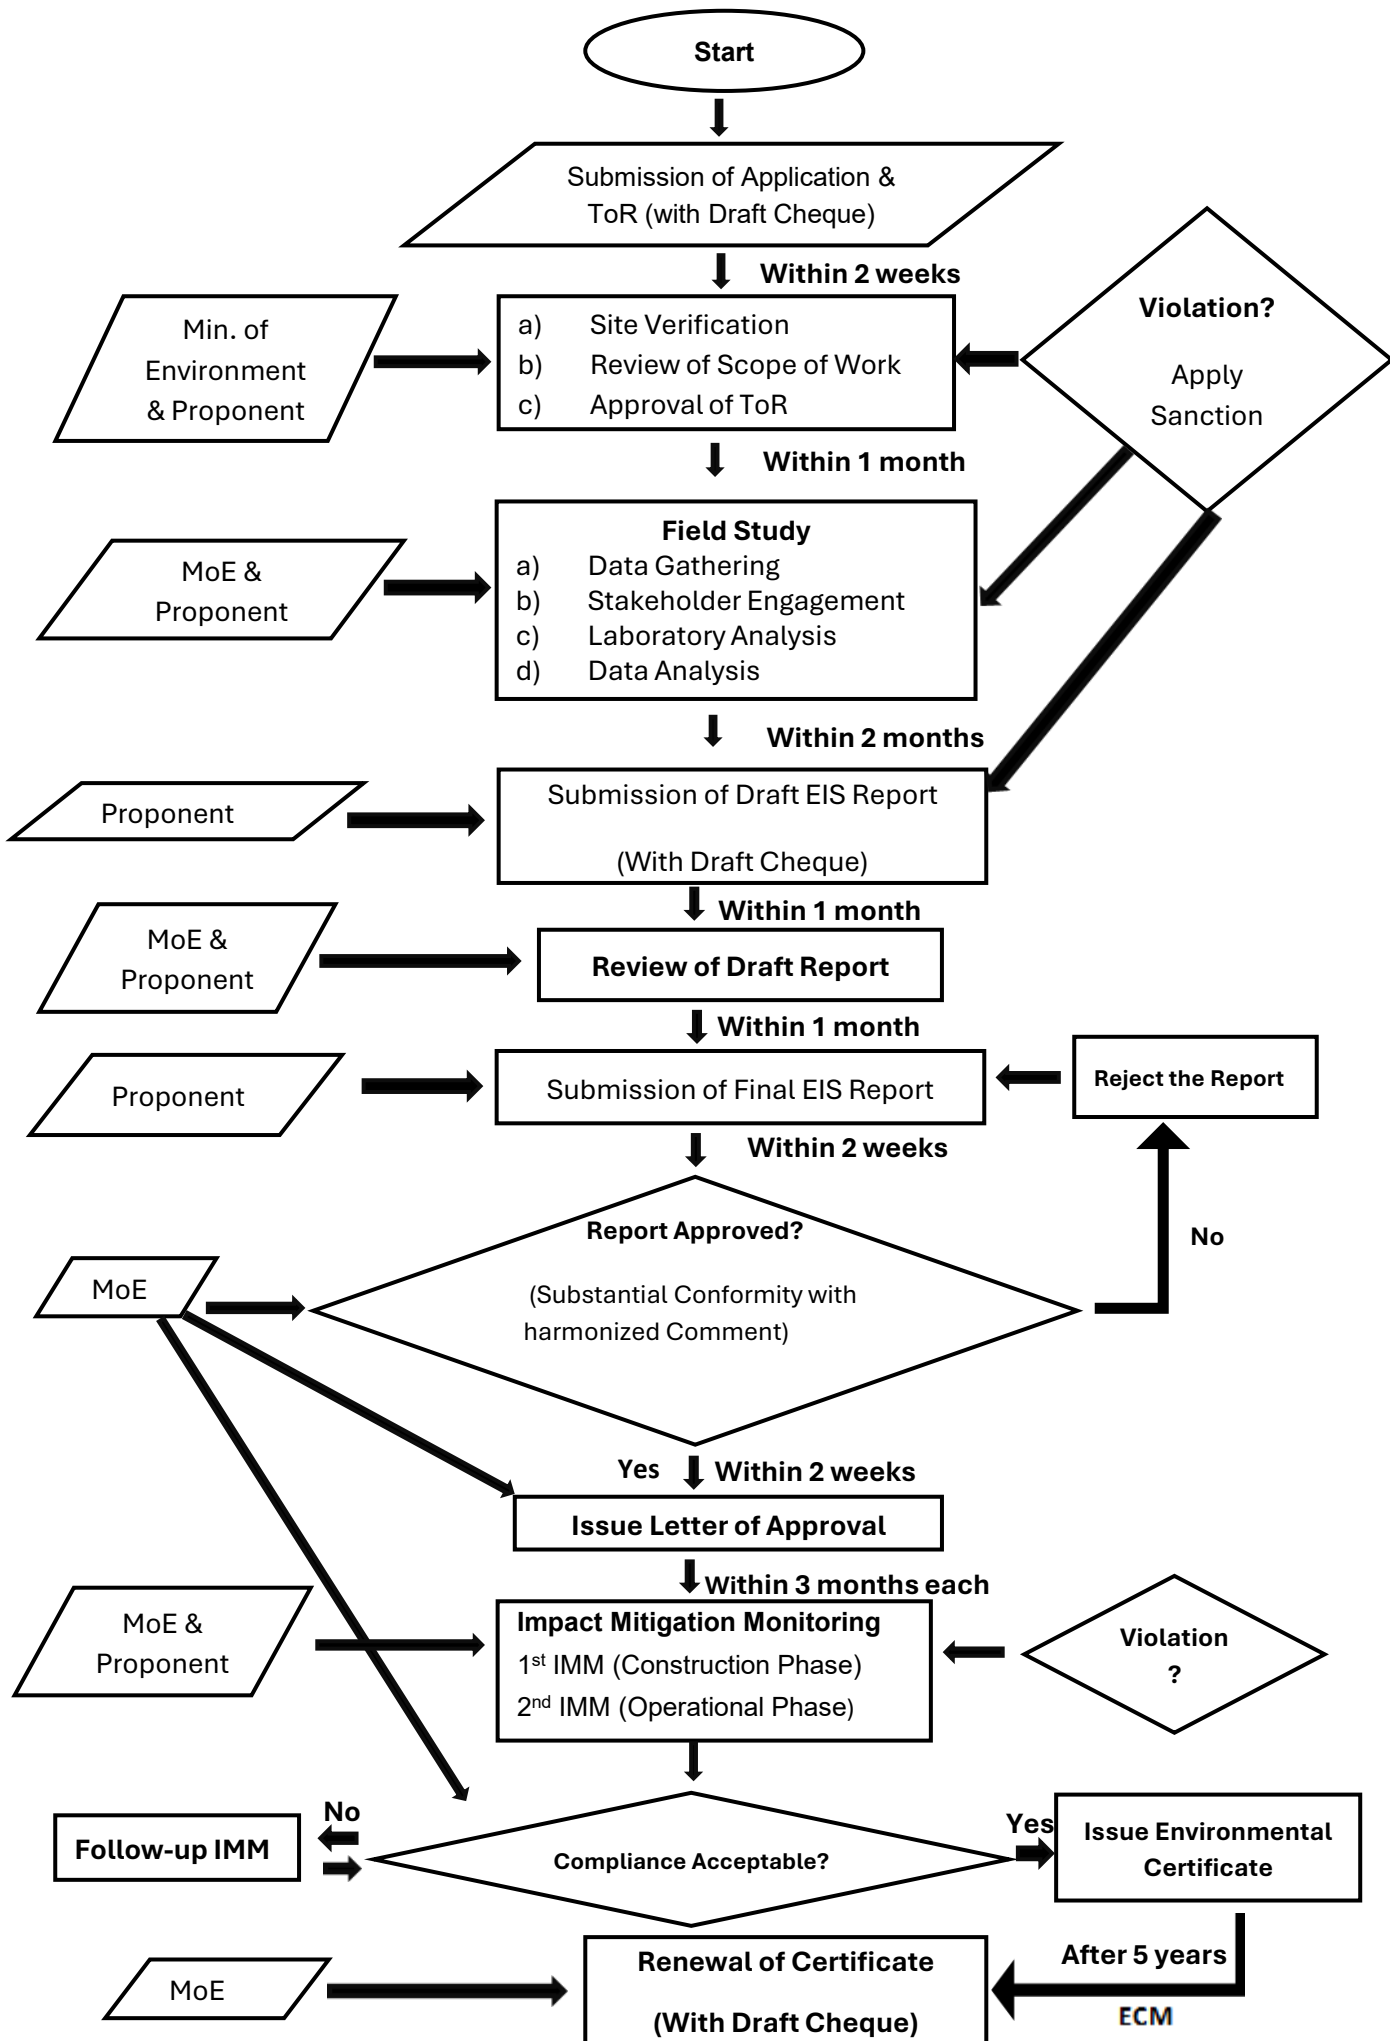 Start
Submission of Application &
ToR (with Draft Cheque)
Within 2 weeks
Min. of
Environment
& Proponent
a) Site Verification
b) Review of Scope of Work
c) Approval of ToR
Violation?
Apply
Sanction
Within 1 month
MoE &
Proponent
Field Study
a) Data Gathering
b) Stakeholder Engagement
c) Laboratory Analysis
d) Data Analysis
Within 2 months
Proponent
Submission of Draft EIS Report
(With Draft Cheque)
Within 1 month
MoE &
Proponent
Review of Draft Report
Within 1 month
Proponent
Submission of Final EIS Report
Reject the Report
Within 2 weeks
No
MoE
Report Approved?
(Substantial Conformity with
harmonized Comment)
Yes
Within 2 weeks
Issue Letter of Approval
Within 3 months each
MoE &
Proponent
Impact Mitigation Monitoring
1st IMM (Construction Phase)
2nd IMM (Operational Phase)
Violation
?
No
Follow-up IMM
Compliance Acceptable?
Yes
Issue Environmental
Certificate
MoE
Renewal of Certificate
(With Draft Cheque)
After 5 years
ECM